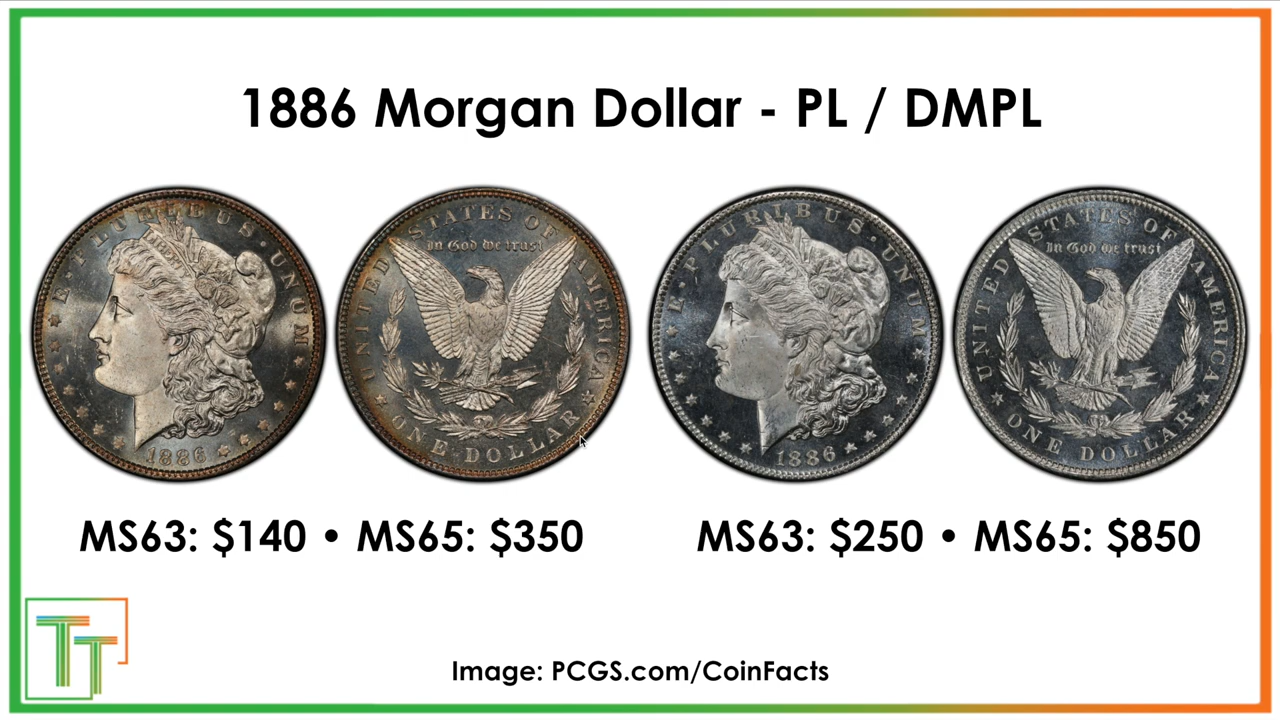 1886 Morgan Dollar - PL / DMPL
E·PLURIBUS·UNUM
1886
UNITED STATES OF AMERICA
In God We trust
ONE DOLLAR
E·PLURIBUS·UNUM
1886
UNITED STATES OF AMERICA
In God We trust
ONE DOLLAR
MS63: $140 • MS65: $350
MS63: $250 • MS65: $850
TT
Image: PCGS.com/CoinFacts